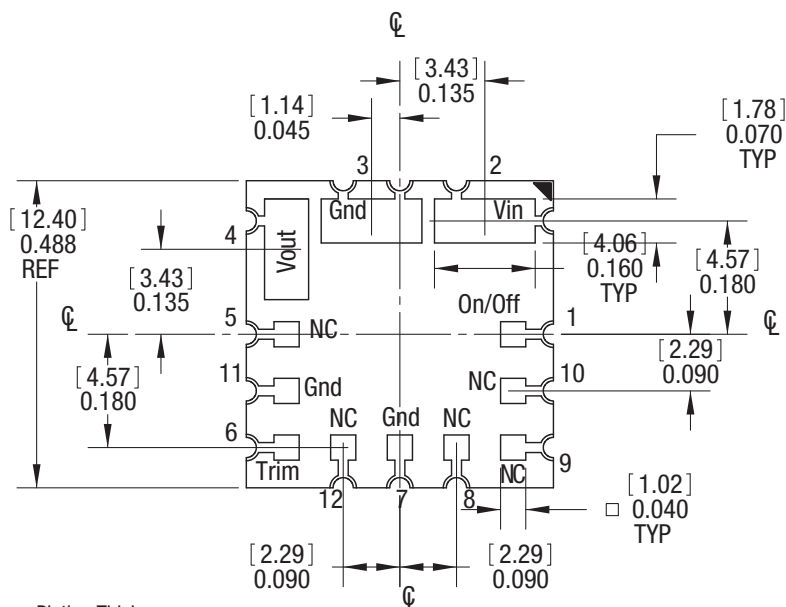 ℄
[3.43]
0.135
[1.14]
0.045
[1.78]
0.070
TYP
3
2
Gnd
Vin
[12.40]
0.488
REF
4
Vout
[4.06]
0.160
TYP
[4.57]
0.180
[3.43]
0.135
On/Off
℄
5
NC
1
℄
[4.57]
0.180
11
Gnd
NC
10
[2.29]
0.090
6
Trim
NC
Gnd
NC
NC
9
12
7
8
[1.02]
□ 0.040
TYP
[2.29]
0.090
[2.29]
0.090
℄